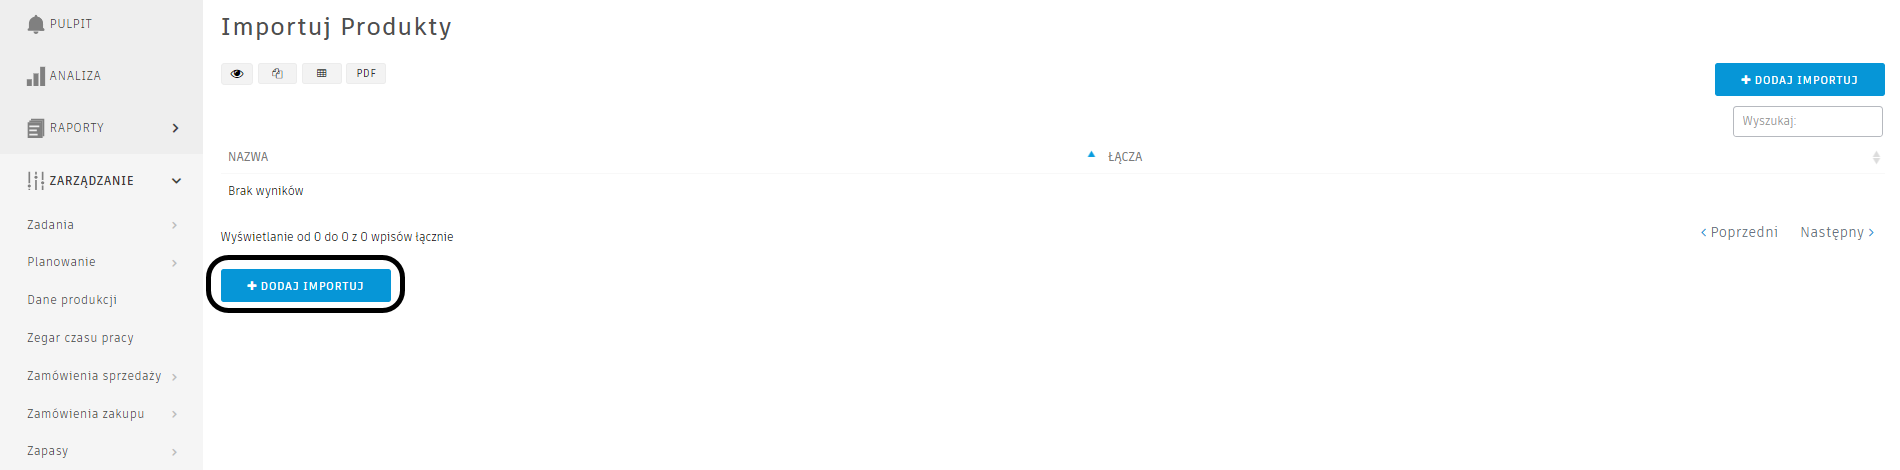 PULPIT
ANALIZA
RAPORTY
ZARZĄDZANIE
Zadania
Planowanie
Dane produkcji
Zegar czasu pracy
Zamówienia sprzedaży
Zamówienia zakupu
Zapasy
Importuj Produkty
PDF
DODAJ IMPORTUJ
Wyszukaj:
NAZWA ŁĄCZA
Brak wyników
Wyświetlanie od 0 do 0 z 0 wpisów łącznie
Poprzedni Następny
DODAJ IMPORTUJ